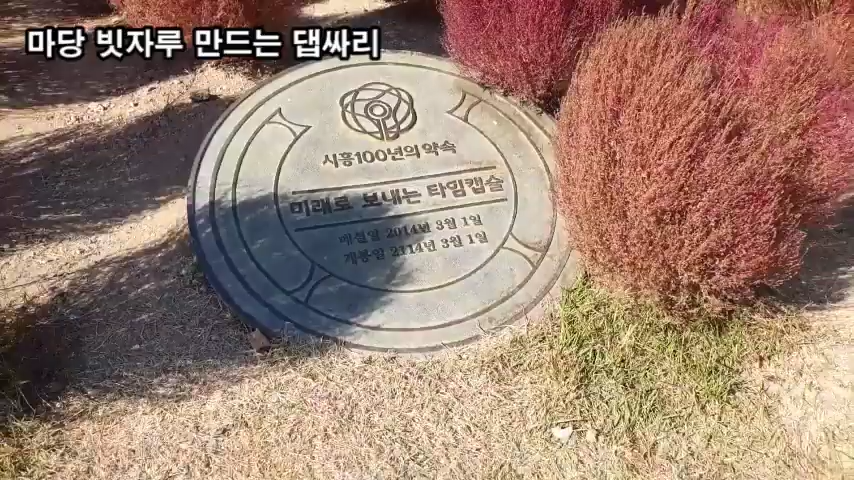 마당 빗자루 만드는 댑싸리
시흥100년의약속
미래로 보내는 타임캡슐
매설일 2014년 3월 1일
개봉일 2114년 3월 1일